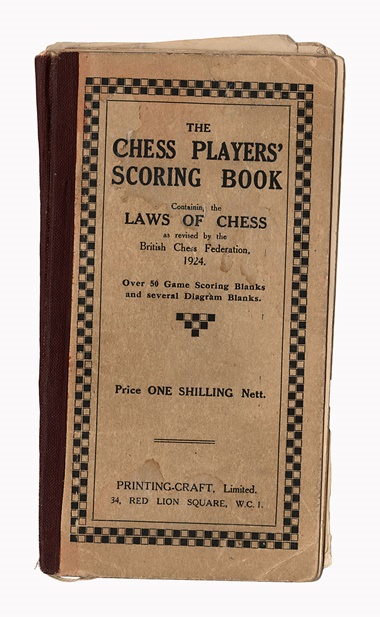 THE
CHESS PLAYERS'
SCORING BOOK
Containin, the
LAWS OF CHESS
as revised by the
British Chess Federation,
1924.
Over 50 Game Scoring Blanks
and several Diagram Blanks.
Price ONE SHILLING Nett.
PRINTING-CRAFT, Limited.
34, RED LION SQUARE, W.C.1.